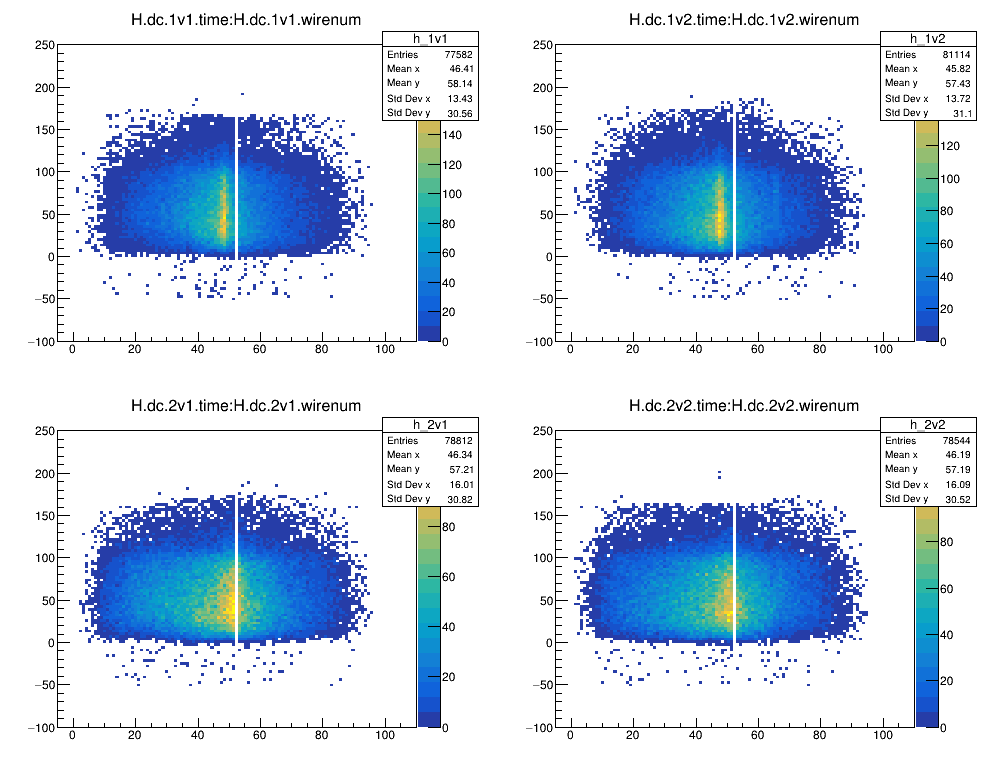 H.dc.1v1.time:H.dc.1v1.wirenum
h_1v1
Entries 77582
Mean x 46.41
Mean y 58.14
Std Dev x 13.43
Std Dev y 30.56
250
200
150
100
50
0
−50
−100
0 20 40 60 80 100
140
120
100
80
60
40
20
0
H.dc.1v2.time:H.dc.1v2.wirenum
h_1v2
Entries 81114
Mean x 45.82
Mean y 57.43
Std Dev x 13.72
Std Dev y 31.1
250
200
150
100
50
0
−50
−100
0 20 40 60 80 100
120
100
80
60
40
20
0
H.dc.2v1.time:H.dc.2v1.wirenum
h_2v1
Entries 78812
Mean x 46.34
Mean y 57.21
Std Dev x 16.01
Std Dev y 30.82
250
200
150
100
50
0
−50
−100
0 20 40 60 80 100
80
60
40
20
0
H.dc.2v2.time:H.dc.2v2.wirenum
h_2v2
Entries 78544
Mean x 46.19
Mean y 57.19
Std Dev x 16.09
Std Dev y 30.52
250
200
150
100
50
0
−50
−100
0 20 40 60 80 100
80
60
40
20
0